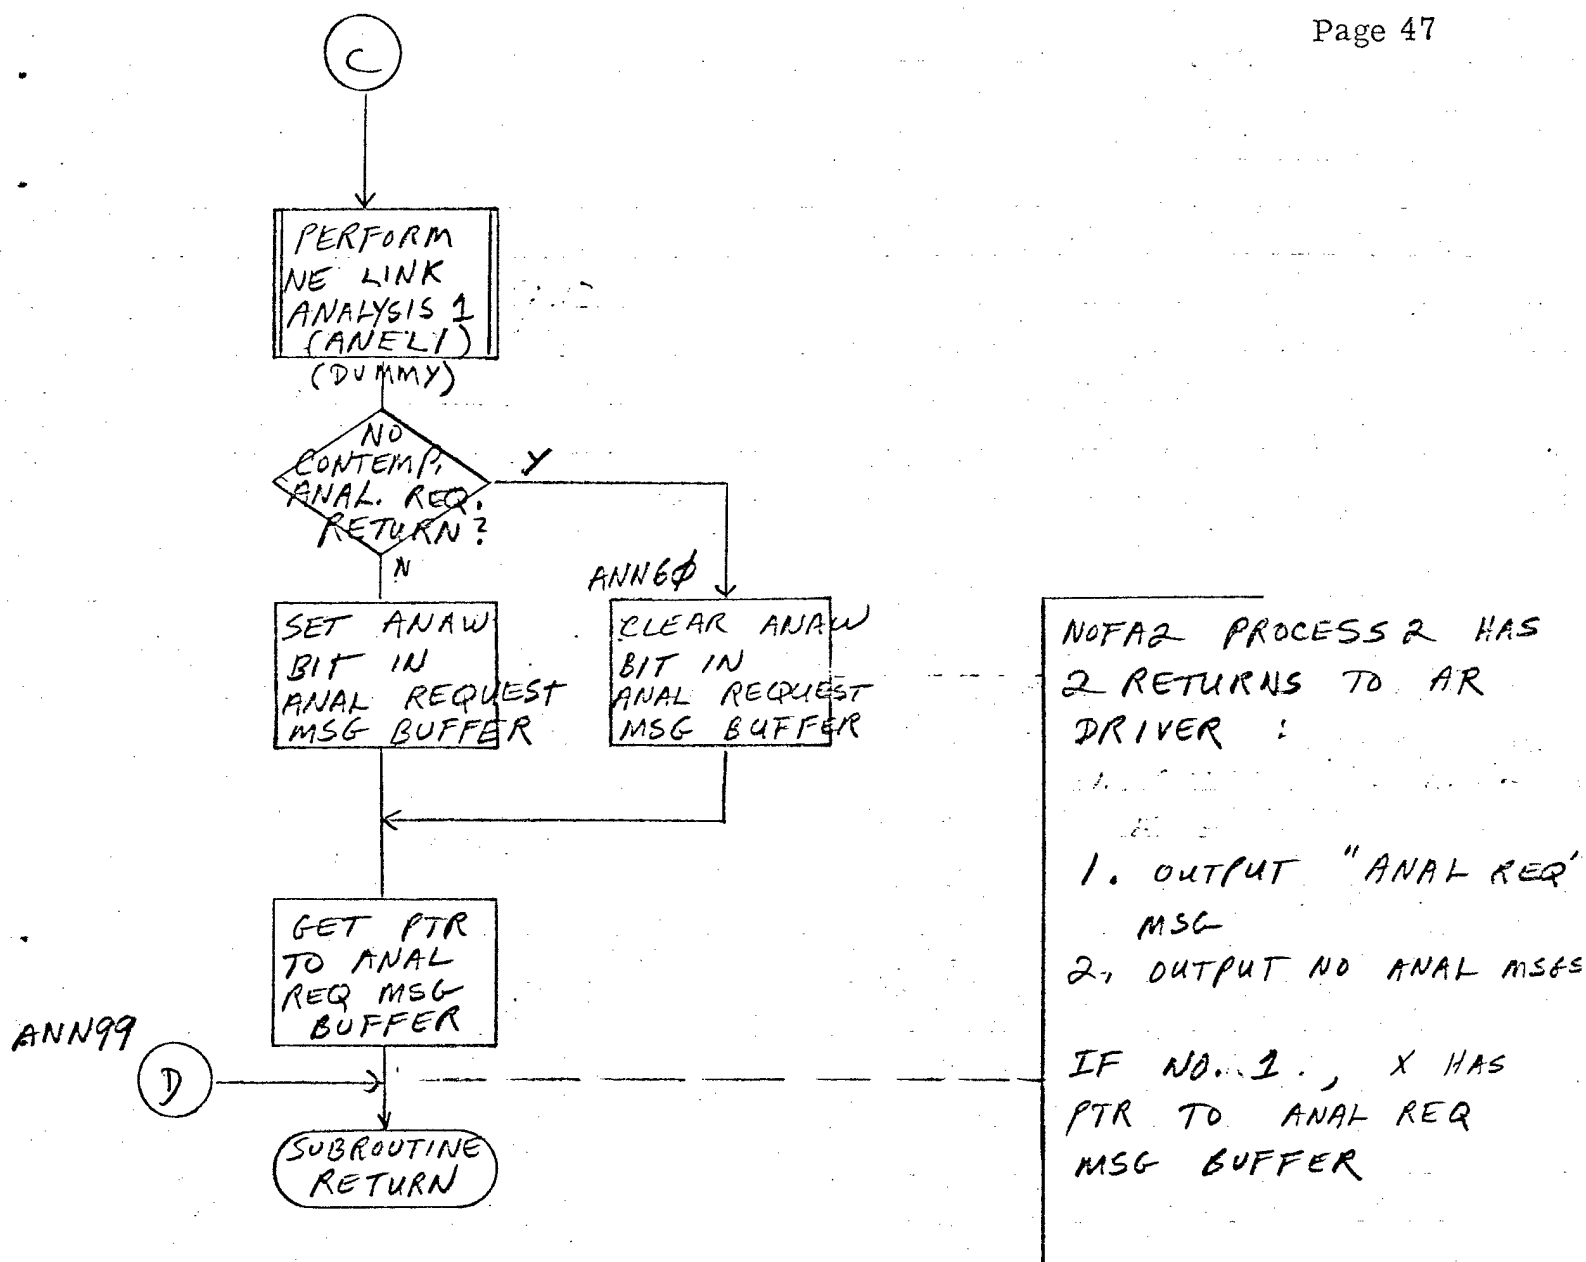 Page 47
C
PERFORM
NE LINK
ANALYSIS 1
(ANEL1)
(DUMMY)
NO
CONTEMP.
ANAL. REQ.
RETURN?
Y
N
ANN6Ø
SET ANAW
BIT IN
ANAL REQUEST
MSG BUFFER
CLEAR ANAW
BIT IN
ANAL REQUEST
MSG BUFFER
GET PTR
TO ANAL
REQ MSG
BUFFER
ANN99
D
SUBROUTINE
RETURN
NOFA2 PROCESS 2 HAS
2 RETURNS TO AR
DRIVER :
1. OUTPUT "ANAL REQ"
MSG
2. OUTPUT NO ANAL MSGS
IF NO. 1., X HAS
PTR TO ANAL REQ
MSG BUFFER